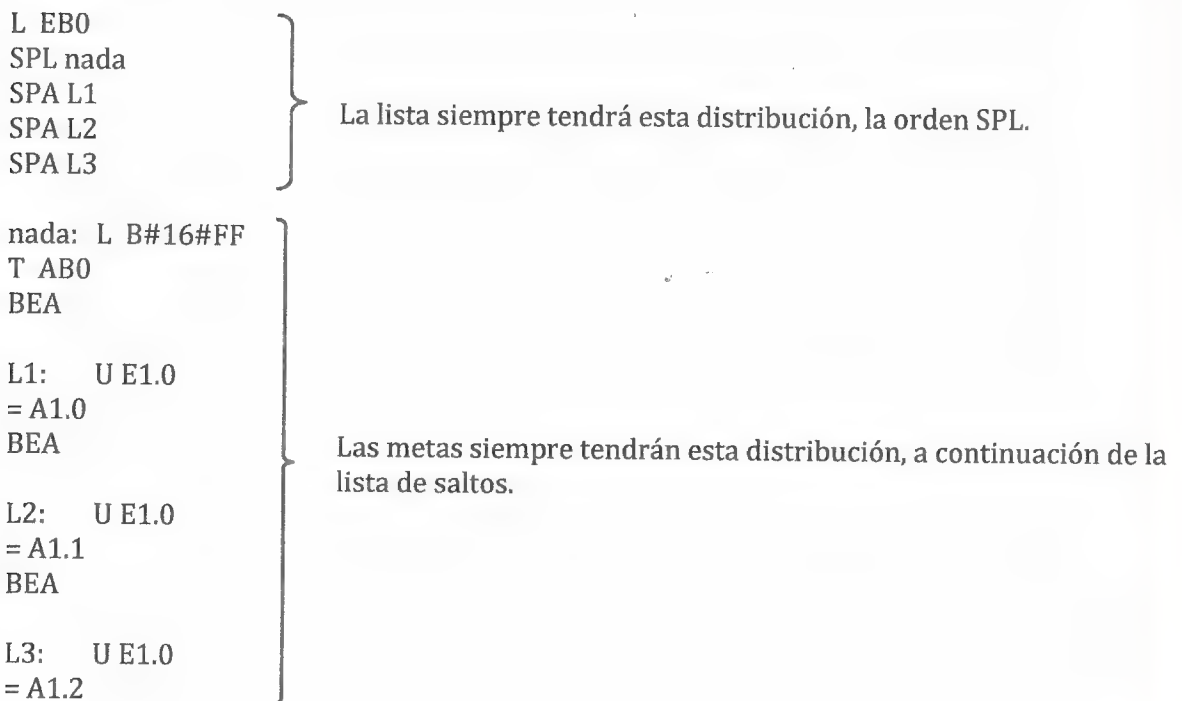 L EB0
SPL nada
SPA L1
SPA L2
SPA L3
La lista siempre tendrá esta distribución, la orden SPL.
nada: L B#16#FF
T AB0
BEA
L1: U E1.0
= A1.0
BEA
L2: U E1.0
= A1.1
BEA
L3: U E1.0
= A1.2
Las metas siempre tendrán esta distribución, a continuación de la
lista de saltos.